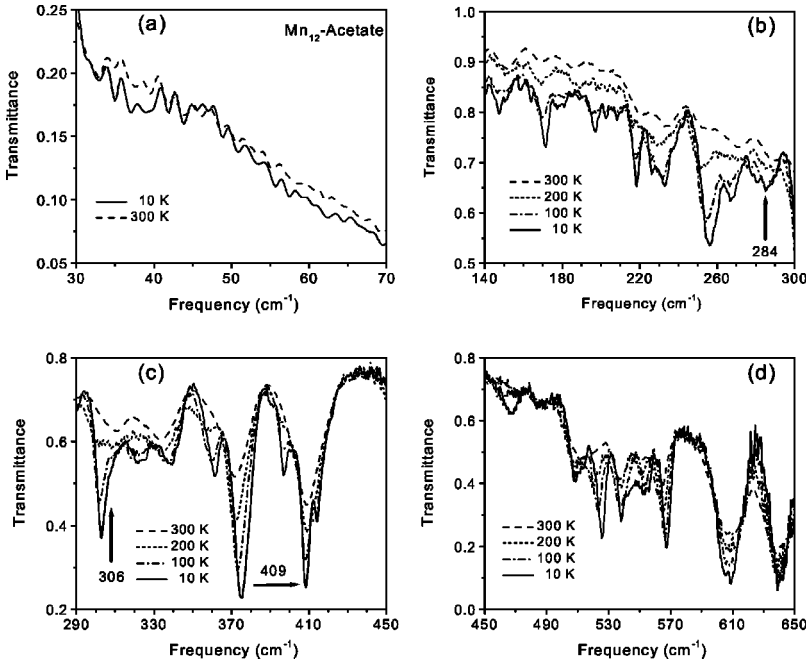 (a)
Mn12-Acetate
0.25
0.20
0.15
0.10
0.05
Transmittance
10 K
300 K
30 40 50 60 70
Frequency (cm-1)
(b)
1.0
0.9
0.8
0.7
0.6
0.5
Transmittance
300 K
200 K
100 K
10 K
284
140 180 220 260 300
Frequency (cm-1)
(c)
0.8
0.6
0.4
0.2
Transmittance
300 K
200 K
100 K
10 K
306
409
290 330 370 410 450
Frequency (cm-1)
(d)
0.8
0.6
0.4
0.2
0.0
Transmittance
300 K
200 K
100 K
10 K
450 490 530 570 610 650
Frequency (cm-1)